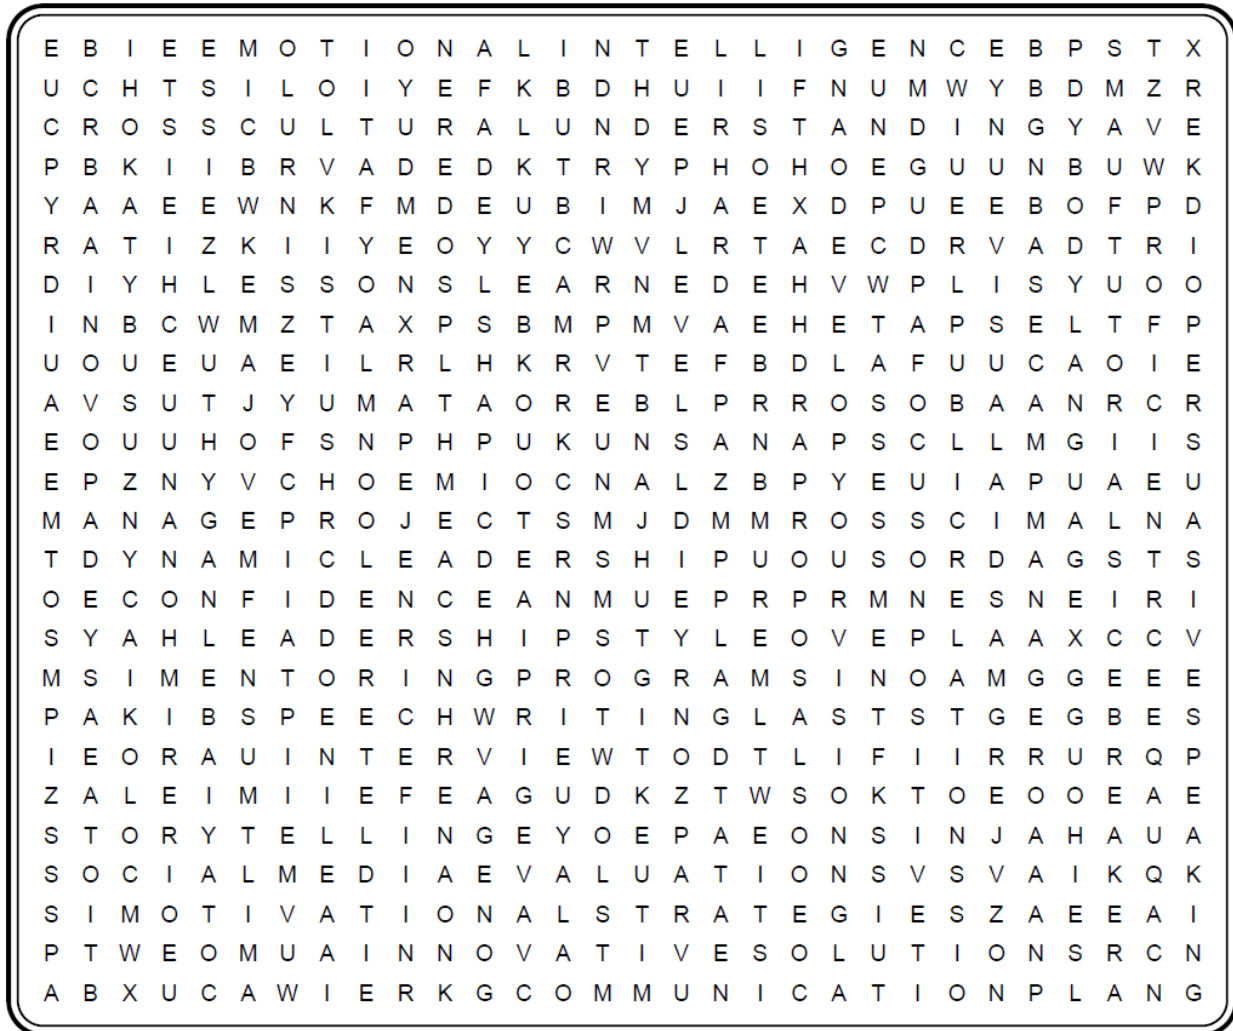 E B I E E M O T I O N A L I N T E L L I G E N C E B P S T X
U C H T S I L O I Y E F K B D H U I I F N U M W Y B D M Z R
C R O S S C U L T U R A L U N D E R S T A N D I N G Y A V E
P B K I I B R V A D E D K T R Y P H O H O E G U U N B U W K
Y A A E E W N K F M D E U B I M J A E X D P U E E B O F P D
R A T I Z K I I Y E O Y Y C W V L R T A E C D R V A D T R I
D I Y H L E S S O N S L E A R N E D E H V W P L I S Y U O O
I N B C W M Z T A X P S B M P M V A E H E T A P S E L T F P
U O U E U A E I L R L H K R V T E F B D L A F U U C A O I E
A V S U T J Y U M A T A O R E B L P R R O S O B A A N R C R
E O U U H O F S N P H P U K U N S A N A P S C L L M G I I S
E P Z N Y V C H O E M I O C N A L Z B P Y E U I A P U A E U
M A N A G E P R O J E C T S M J D M M R O S S C I M A L N A
T D Y N A M I C L E A D E R S H I P U O U S O R D A G S T S
O E C O N F I D E N C E A N M U E P R P R M N E S N E I R I
S Y A H L E A D E R S H I P S T Y L E O V E P L A A X C C V
M S I M E N T O R I N G P R O G R A M S I N O A M G G E E E
P A K I B S P E E C H W R I T I N G L A S T S T G E G B E S
I E O R A U I N T E R V I E W T O D T L I F I I R R U R Q P
Z A L E I M I I E F E A G U D K Z T W S O K T O E O O E A E
S T O R Y T E L L I N G E Y O E P A E O N S I N J A H A U A
S O C I A L M E D I A E V A L U A T I O N S V S V A I K Q K
S I M O T I V A T I O N A L S T R A T E G I E S Z A E E A I
P T W E O M U A I N N O V A T I V E S O L U T I O N S R C N
A B X U C A W I E R K G C O M M U N I C A T I O N P L A N G